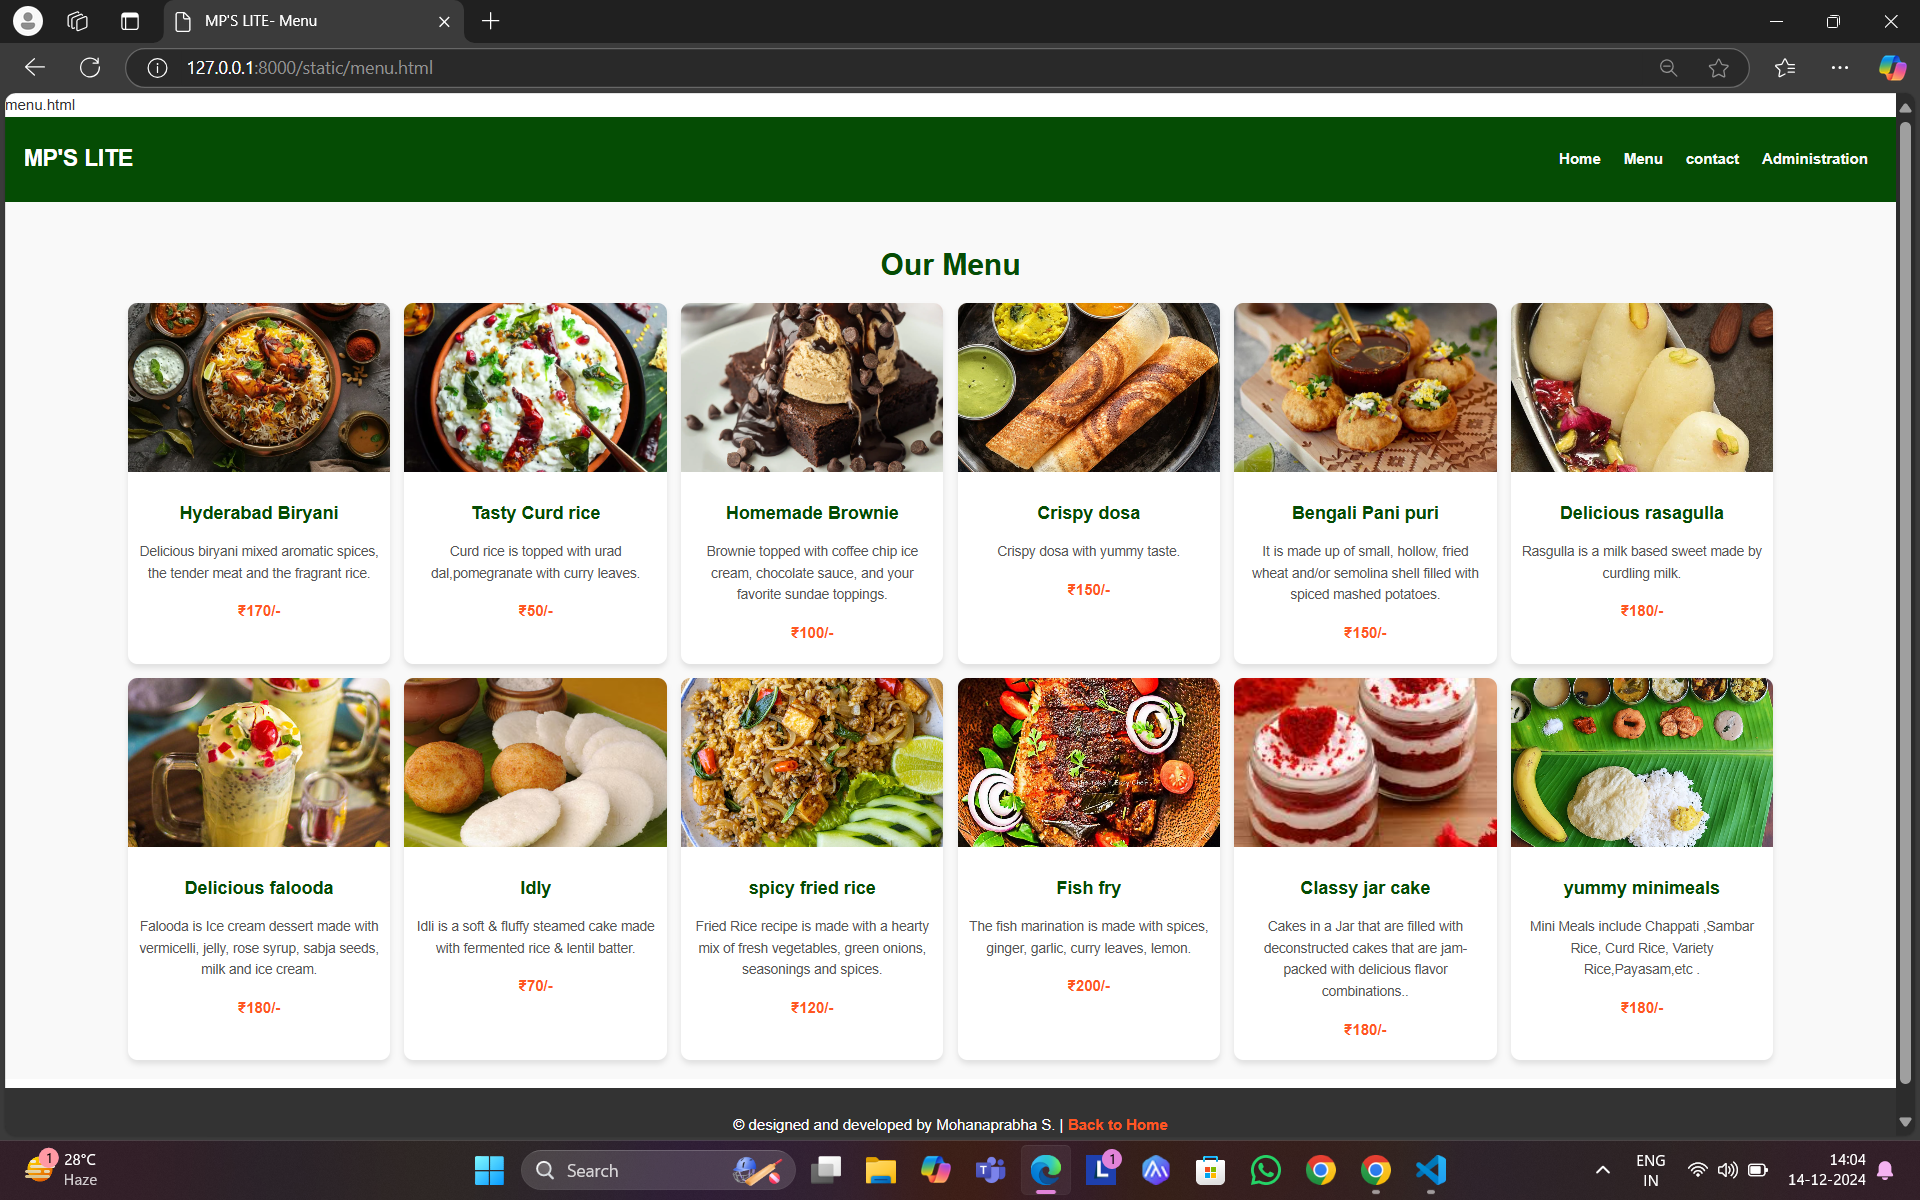 MP'S LITE- Menu
127.0.0.1:8000/static/menu.html
menu.html
MP'S LITE
Home Menu contact Administration
Our Menu
Hyderabad Biryani
Delicious biryani mixed aromatic spices,
the tender meat and the fragrant rice.
₹170/-
Tasty Curd rice
Curd rice is topped with urad
dal,pomegranate with curry leaves.
₹50/-
Homemade Brownie
Brownie topped with coffee chip ice
cream, chocolate sauce, and your
favorite sundae toppings.
₹100/-
Crispy dosa
Crispy dosa with yummy taste.
₹150/-
Bengali Pani puri
It is made up of small, hollow, fried
wheat and/or semolina shell filled with
spiced mashed potatoes.
₹150/-
Delicious rasagulla
Rasgulla is a milk based sweet made by
curdling milk.
₹180/-
Delicious falooda
Falooda is Ice cream dessert made with
vermicelli, jelly, rose syrup, sabja seeds,
milk and ice cream.
₹180/-
Idly
Idli is a soft & fluffy steamed cake made
with fermented rice & lentil batter.
₹70/-
spicy fried rice
Fried Rice recipe is made with a hearty
mix of fresh vegetables, green onions,
seasonings and spices.
₹120/-
Fish fry
The fish marination is made with spices,
ginger, garlic, curry leaves, lemon.
₹200/-
Classy jar cake
Cakes in a Jar that are filled with
deconstructed cakes that are jam-
packed with delicious flavor
combinations..
₹180/-
yummy minimeals
Mini Meals include Chappati ,Sambar
Rice, Curd Rice, Variety
Rice,Payasam,etc .
₹180/-
© designed and developed by Mohanaprabha S. | Back to Home
1
28°C
Haze
Search
L
1
ENG
IN
14:04
14-12-2024